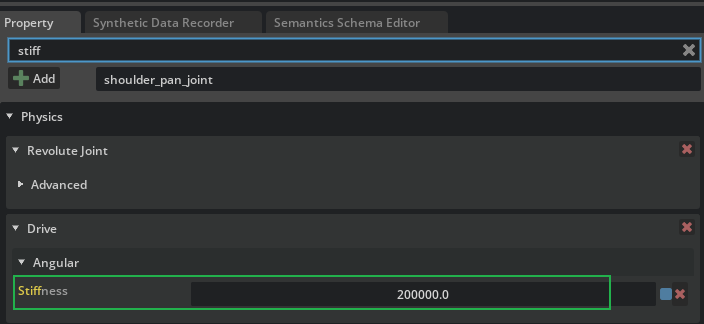 Property Synthetic Data Recorder Semantics Schema Editor
stiff
Add shoulder_pan_joint
Physics
Revolute Joint
Advanced
Drive
Angular
Stiffness 200000.0